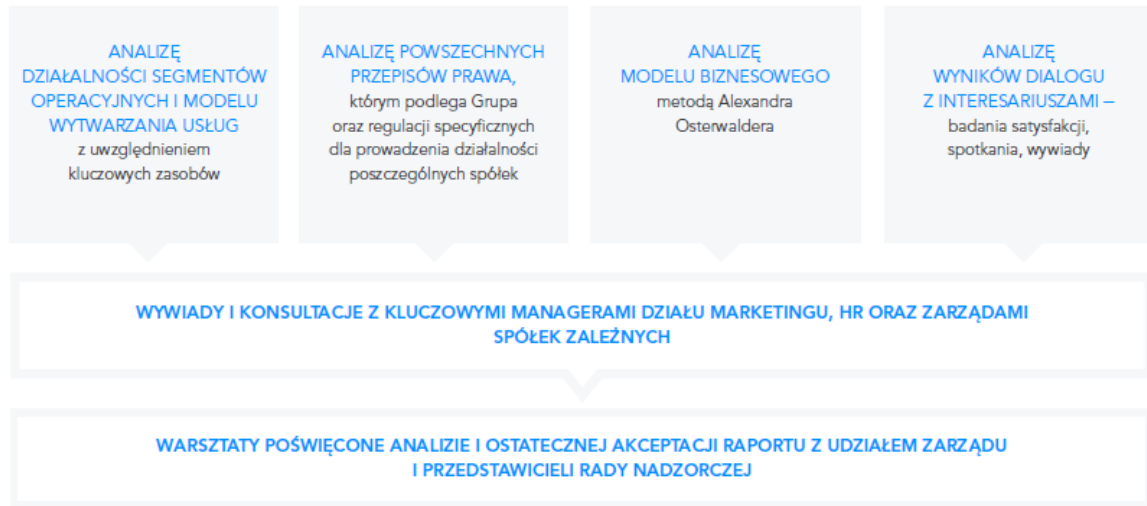 ANALIZĘ
DZIAŁALNOŚCI SEGMENTÓW
OPERACYJNYCH I MODELU
WYTWARZANIA USŁUG
z uwzględnieniem
kluczowych zasobów
ANALIZĘ POWSZECHNYCH
PRZEPISÓW PRAWA,
którym podlega Grupa
oraz regulacji specyficznych
dla prowadzenia działalności
poszczególnych spółek
ANALIZĘ
MODELU BIZNESOWEGO
metodą Alexandra
Osterwaldera
ANALIZĘ
WYNIKÓW DIALOGU
Z INTERESARIUSZAMI –
badania satysfakcji,
spotkania, wywiady
WYWIADY I KONSULTACJE Z KLUCZOWYMI MANAGERAMI DZIAŁU MARKETINGU, HR ORAZ ZARZĄDAMI
SPÓŁEK ZALEŻNYCH
WARSZTATY POŚWIĘCONE ANALIZIE I OSTATECZNEJ AKCEPTACJI RAPORTU Z UDZIAŁEM ZARZĄDU
I PRZEDSTAWICIELI RADY NADZORCZEJ